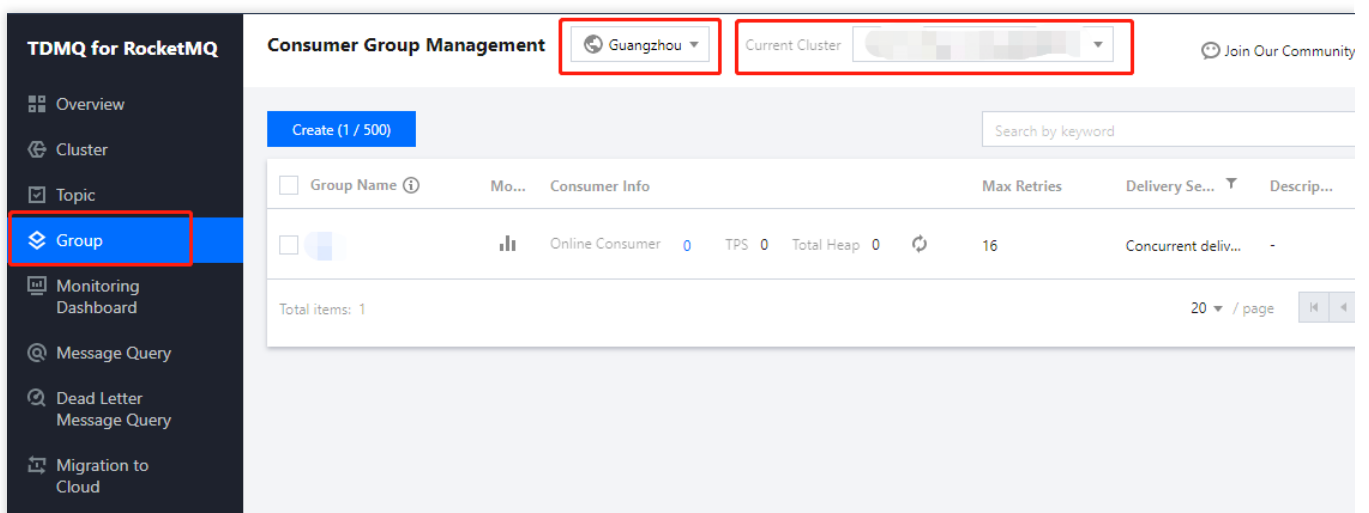 TDMQ for RocketMQ
Overview
Cluster
Topic
Group
Monitoring
Dashboard
Message Query
Dead Letter
Message Query
Migration to
Cloud
Consumer Group Management
Guangzhou
Current Cluster
Join Our Community
Create (1 / 500)
Search by keyword
Group Name Mo... Consumer Info Max Retries Delivery Se... Descrip...
Online Consumer 0 TPS 0 Total Heap 0 16 Concurrent deliv... -
Total items: 1 20 / page